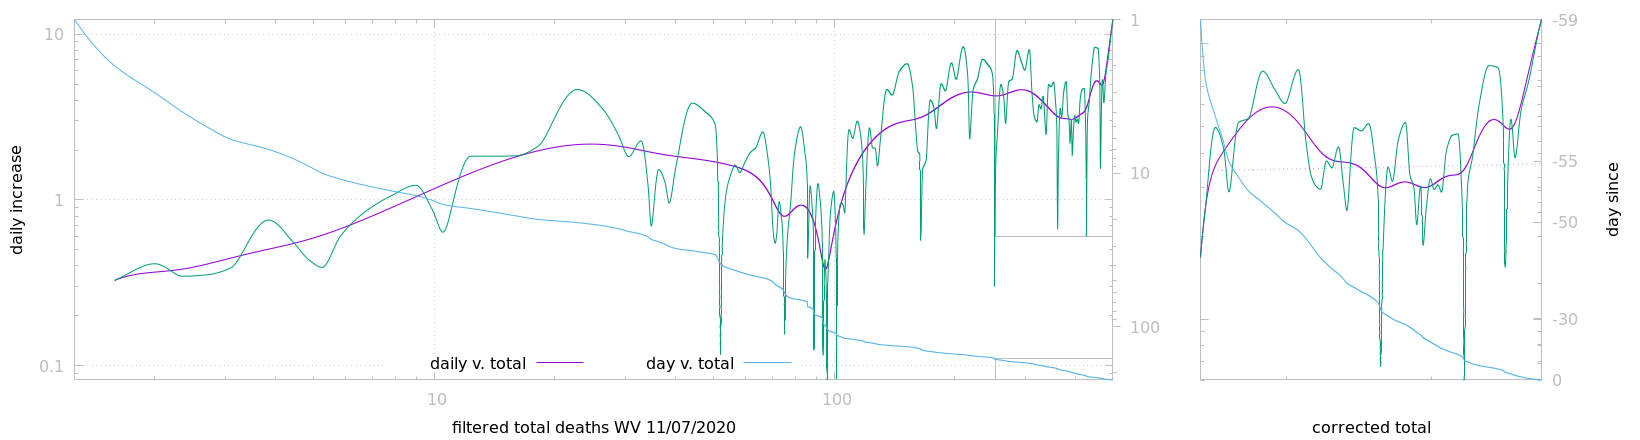 10
1
0.1
daily increase
daily v. total
day v. total
10
100
filtered total deaths WV 11/07/2020
1
10
100
-59
-55
-50
-30
0
day since
corrected total